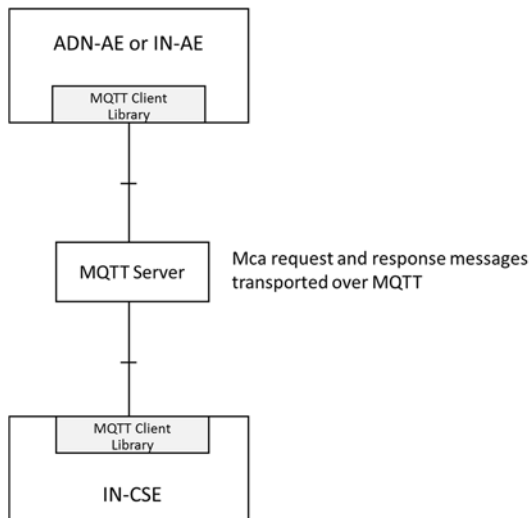 ADN-AE or IN-AE
MQTT Client
Library
MQTT Server
Mca request and response messages
transported over MQTT
MQTT Client
Library
IN-CSE